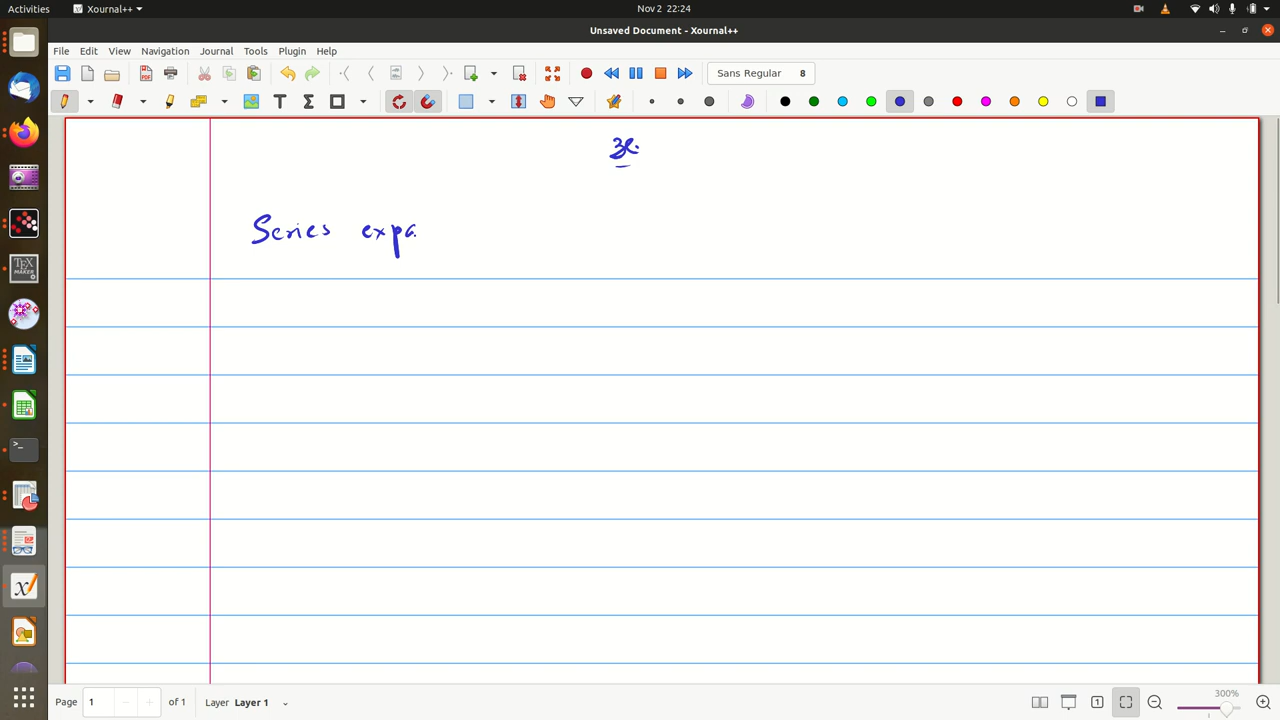 Activities Xournal++ Nov 2 22:24
Unsaved Document - Xournal++
File Edit View Navigation Journal Tools Plugin Help
Sans Regular 8
Series expa
Page 1 of 1 Layer Layer 1 300%